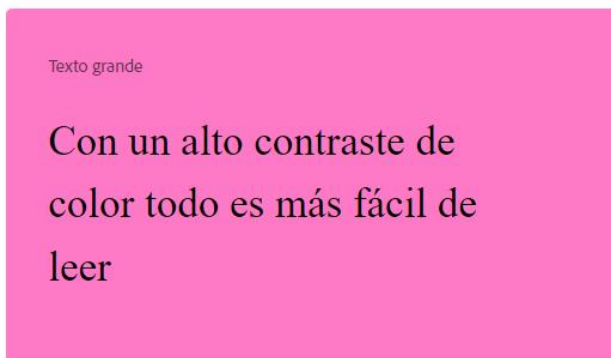 Texto grande
Con un alto contraste de
color todo es más fácil de
leer